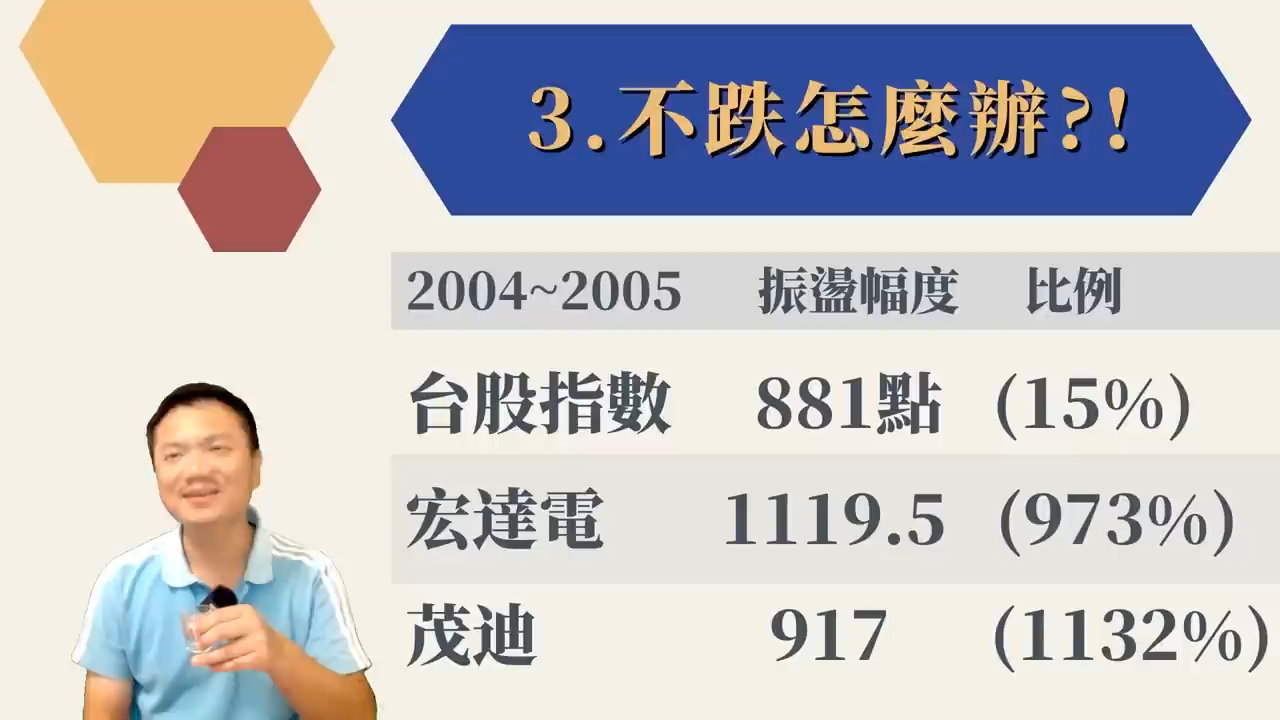 3.不跌怎麼辦?!
2004~2005 振盪幅度 比例
台股指數 881點 (15%)
宏達電 1119.5 (973%)
茂迪 917 (1132%)